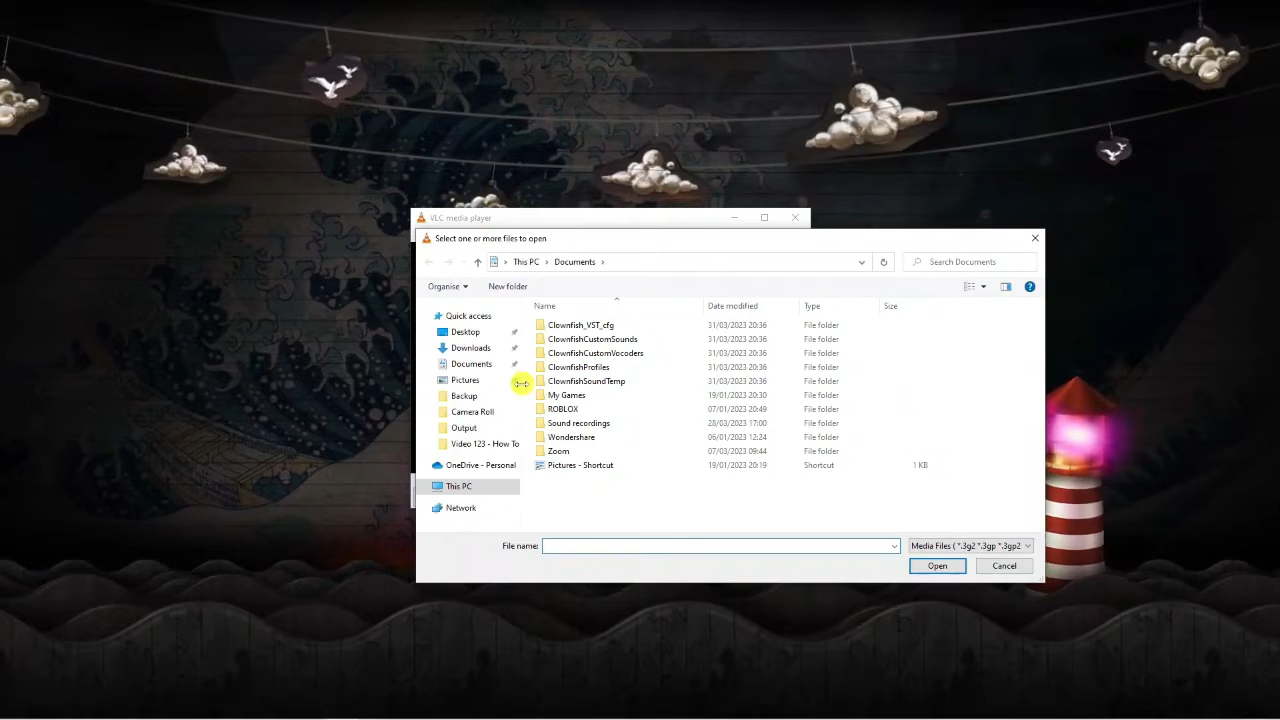 VLC media player
Select one or more files to open
This PC
Documents
Search Documents
Organise
New folder
Name
Date modified
Type
Size
Quick access
Desktop
Downloads
Documents
Pictures
Backup
Camera Roll
Output
Video 123 - How To
OneDrive - Personal
This PC
Network
Clownfish_VST_cfg 31/03/2023 20:36 File folder
ClownfishCustomSounds 31/03/2023 20:36 File folder
ClownfishCustomVocoders 31/03/2023 20:36 File folder
ClownfishProfiles 31/03/2023 20:36 File folder
ClownfishSoundTemp 31/03/2023 20:36 File folder
My Games 19/01/2023 20:30 File folder
ROBLOX 07/01/2023 20:49 File folder
Sound recordings 28/03/2023 17:00 File folder
Wondershare 06/01/2023 12:24 File folder
Zoom 07/03/2023 09:44 File folder
Pictures - Shortcut 19/01/2023 20:19 Shortcut 1 KB
File name:
Media Files ( *.3g2 *.3gp *.3gp2
Open
Cancel